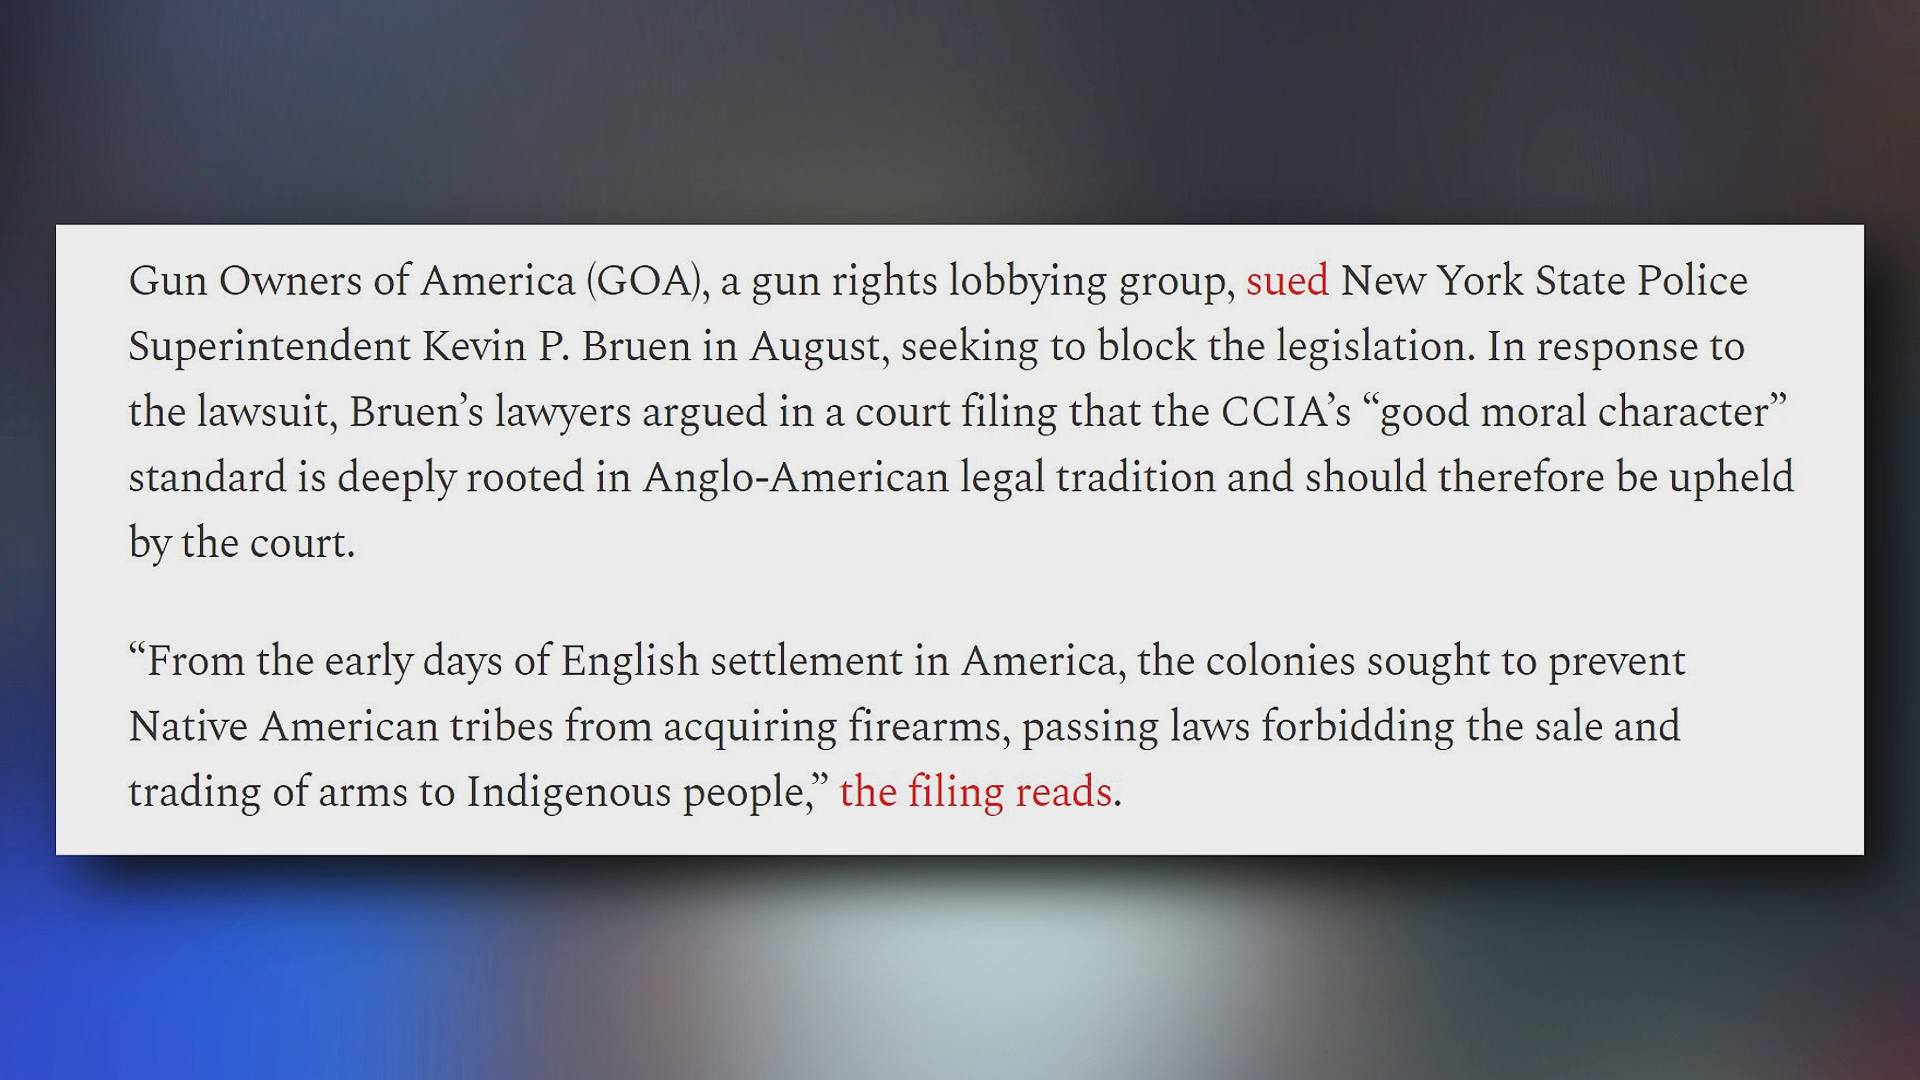 Gun Owners of America (GOA), a gun rights lobbying group, sued New York State Police
Superintendent Kevin P. Bruen in August, seeking to block the legislation. In response to
the lawsuit, Bruen’s lawyers argued in a court filing that the CCIA’s “good moral character”
standard is deeply rooted in Anglo-American legal tradition and should therefore be upheld
by the court.
“From the early days of English settlement in America, the colonies sought to prevent
Native American tribes from acquiring firearms, passing laws forbidding the sale and
trading of arms to Indigenous people,” the filing reads.